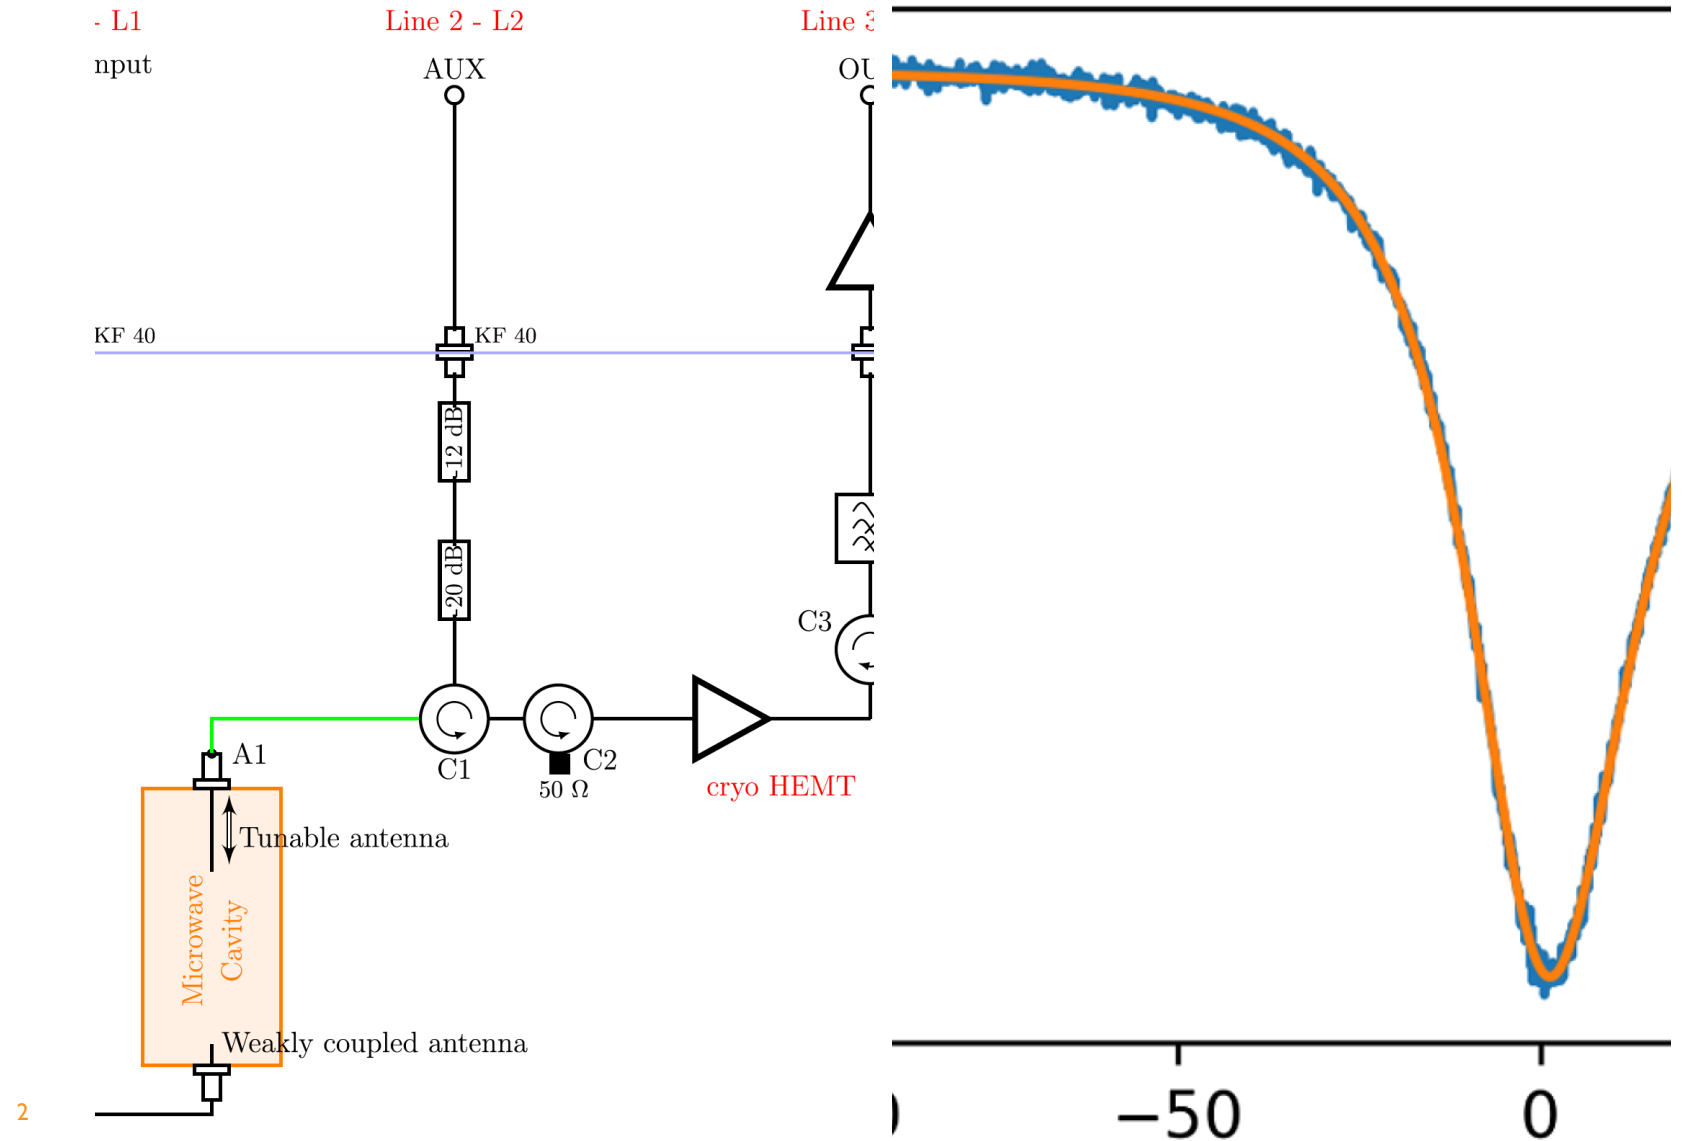 - L1
Line 2 - L2
Line 3
nput
AUX
OU
KF 40
KF 40
-12 dB
-20 dB
C3
A1
C1
C2
50 Ω
cryo HEMT
Tunable antenna
Microwave
Cavity
Weakly coupled antenna
2
−50
0